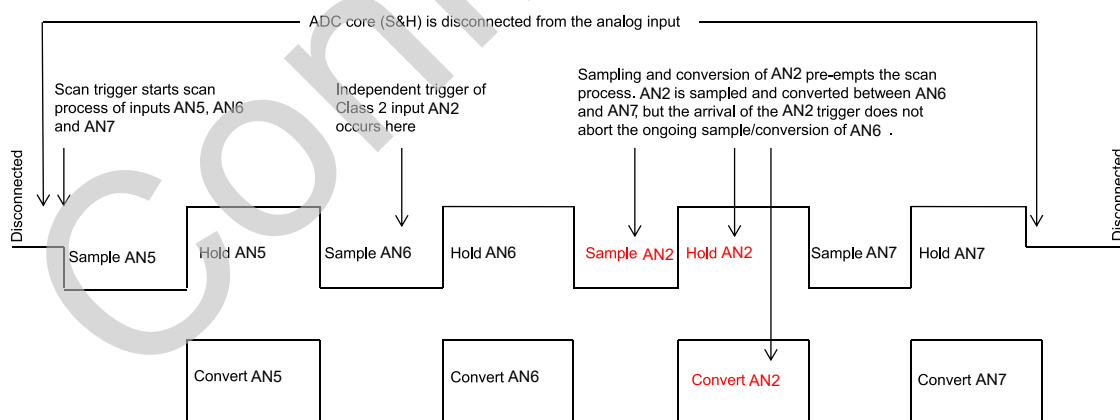 ADC core (S&H) is disconnected from the analog input
Scan trigger starts scan
process of inputs AN5, AN6
and AN7
Independent trigger of
Class 2 input AN2
occurs here
Sampling and conversion of AN2 pre-empts the scan
process. AN2 is sampled and converted between AN6
and AN7, but the arrival of the AN2 trigger does not
abort the ongoing sample/conversion of AN6 .
Disconnected
Disconnected
Sample AN5
Hold AN5
Sample AN6
Hold AN6
Sample AN2
Hold AN2
Sample AN7
Hold AN7
Convert AN5
Convert AN6
Convert AN2
Convert AN7